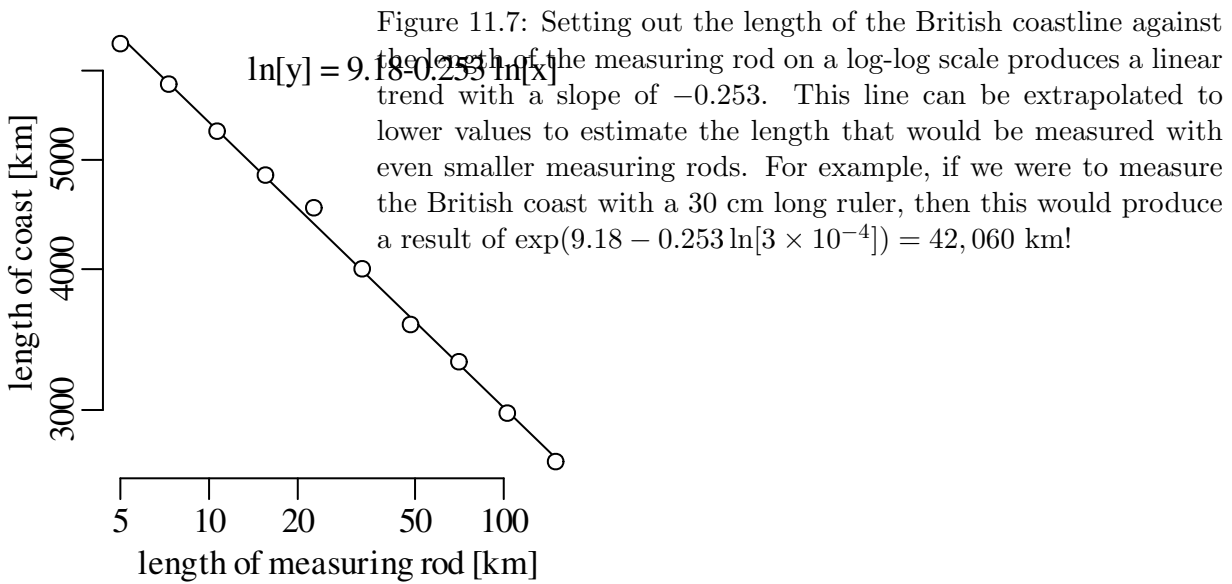 Figure 11.7: Setting out the length of the British coastline against
the length of the measuring rod on a log-log scale produces a linear
trend with a slope of −0.253. This line can be extrapolated to
lower values to estimate the length that would be measured with
even smaller measuring rods. For example, if we were to measure
the British coast with a 30 cm long ruler, then this would produce
a result of exp(9.18 − 0.253 ln[3 × 10⁻⁴]) = 42,060 km!
ln[y] = 9.18-0.253 ln[x]
length of coast [km]
5000
4000
3000
5 10 20 50 100
length of measuring rod [km]